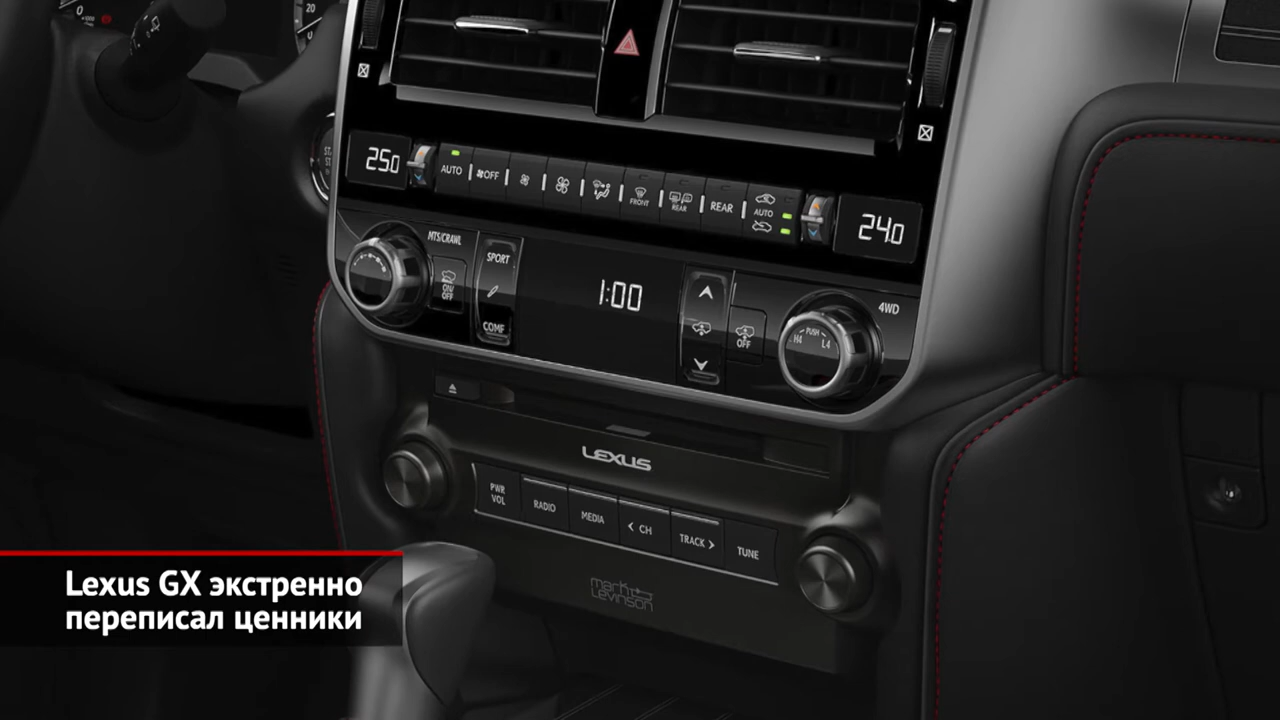 0
20
25.0
AUTO
OFF
FRONT
REAR
REAR
AUTO
24.0
MTS/CRAWL
ON/
OFF
SPORT
COMF
1:00
OFF
4WD
PUSH
H4 L4
LEXUS
PWR
VOL
RADIO
MEDIA
< CH
TRACK >
TUNE
mark
Levinson
Lexus GX экстренно
переписал ценники